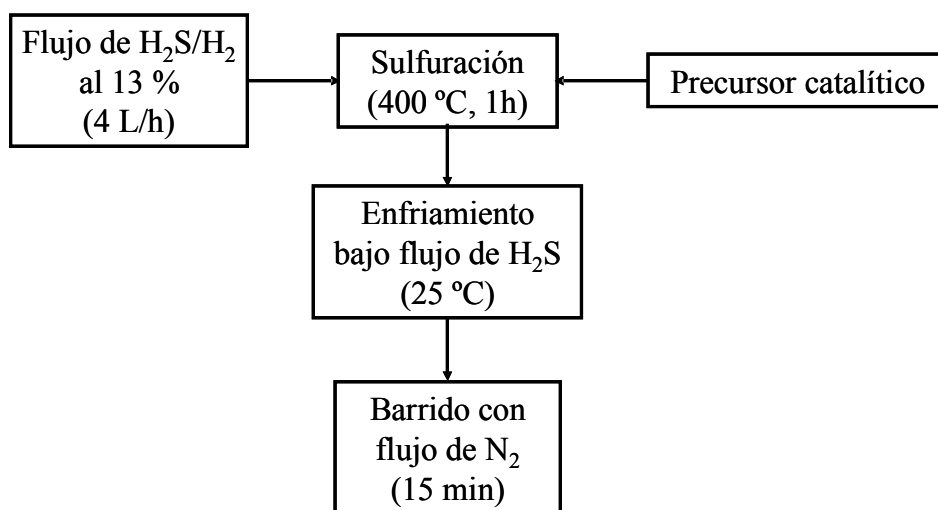 Flujo de H₂S/H₂
al 13 %
(4 L/h)
Sulfuración
(400 ºC, 1h)
Precursor catalítico
Enfriamiento
bajo flujo de H₂S
(25 ºC)
Barrido con
flujo de N₂
(15 min)